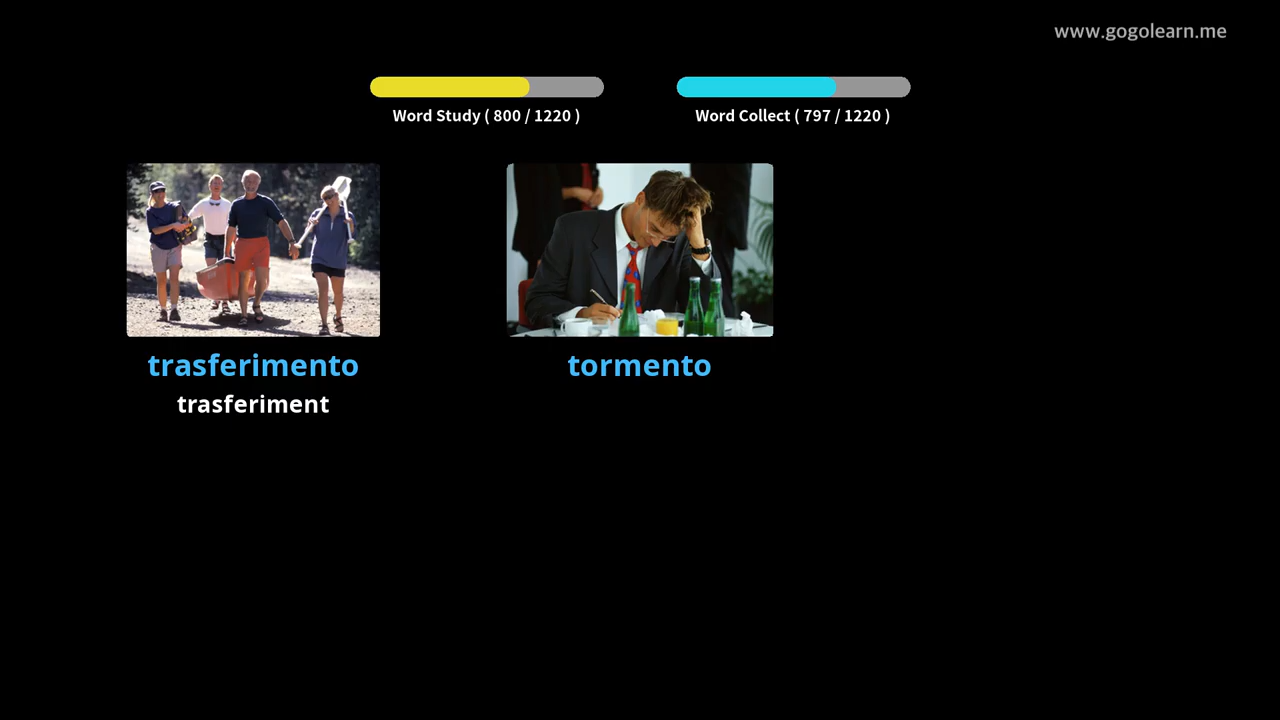 www.gogolearn.me
Word Study ( 800 / 1220 )
Word Collect ( 797 / 1220 )
trasferimento
trasferiment
tormento